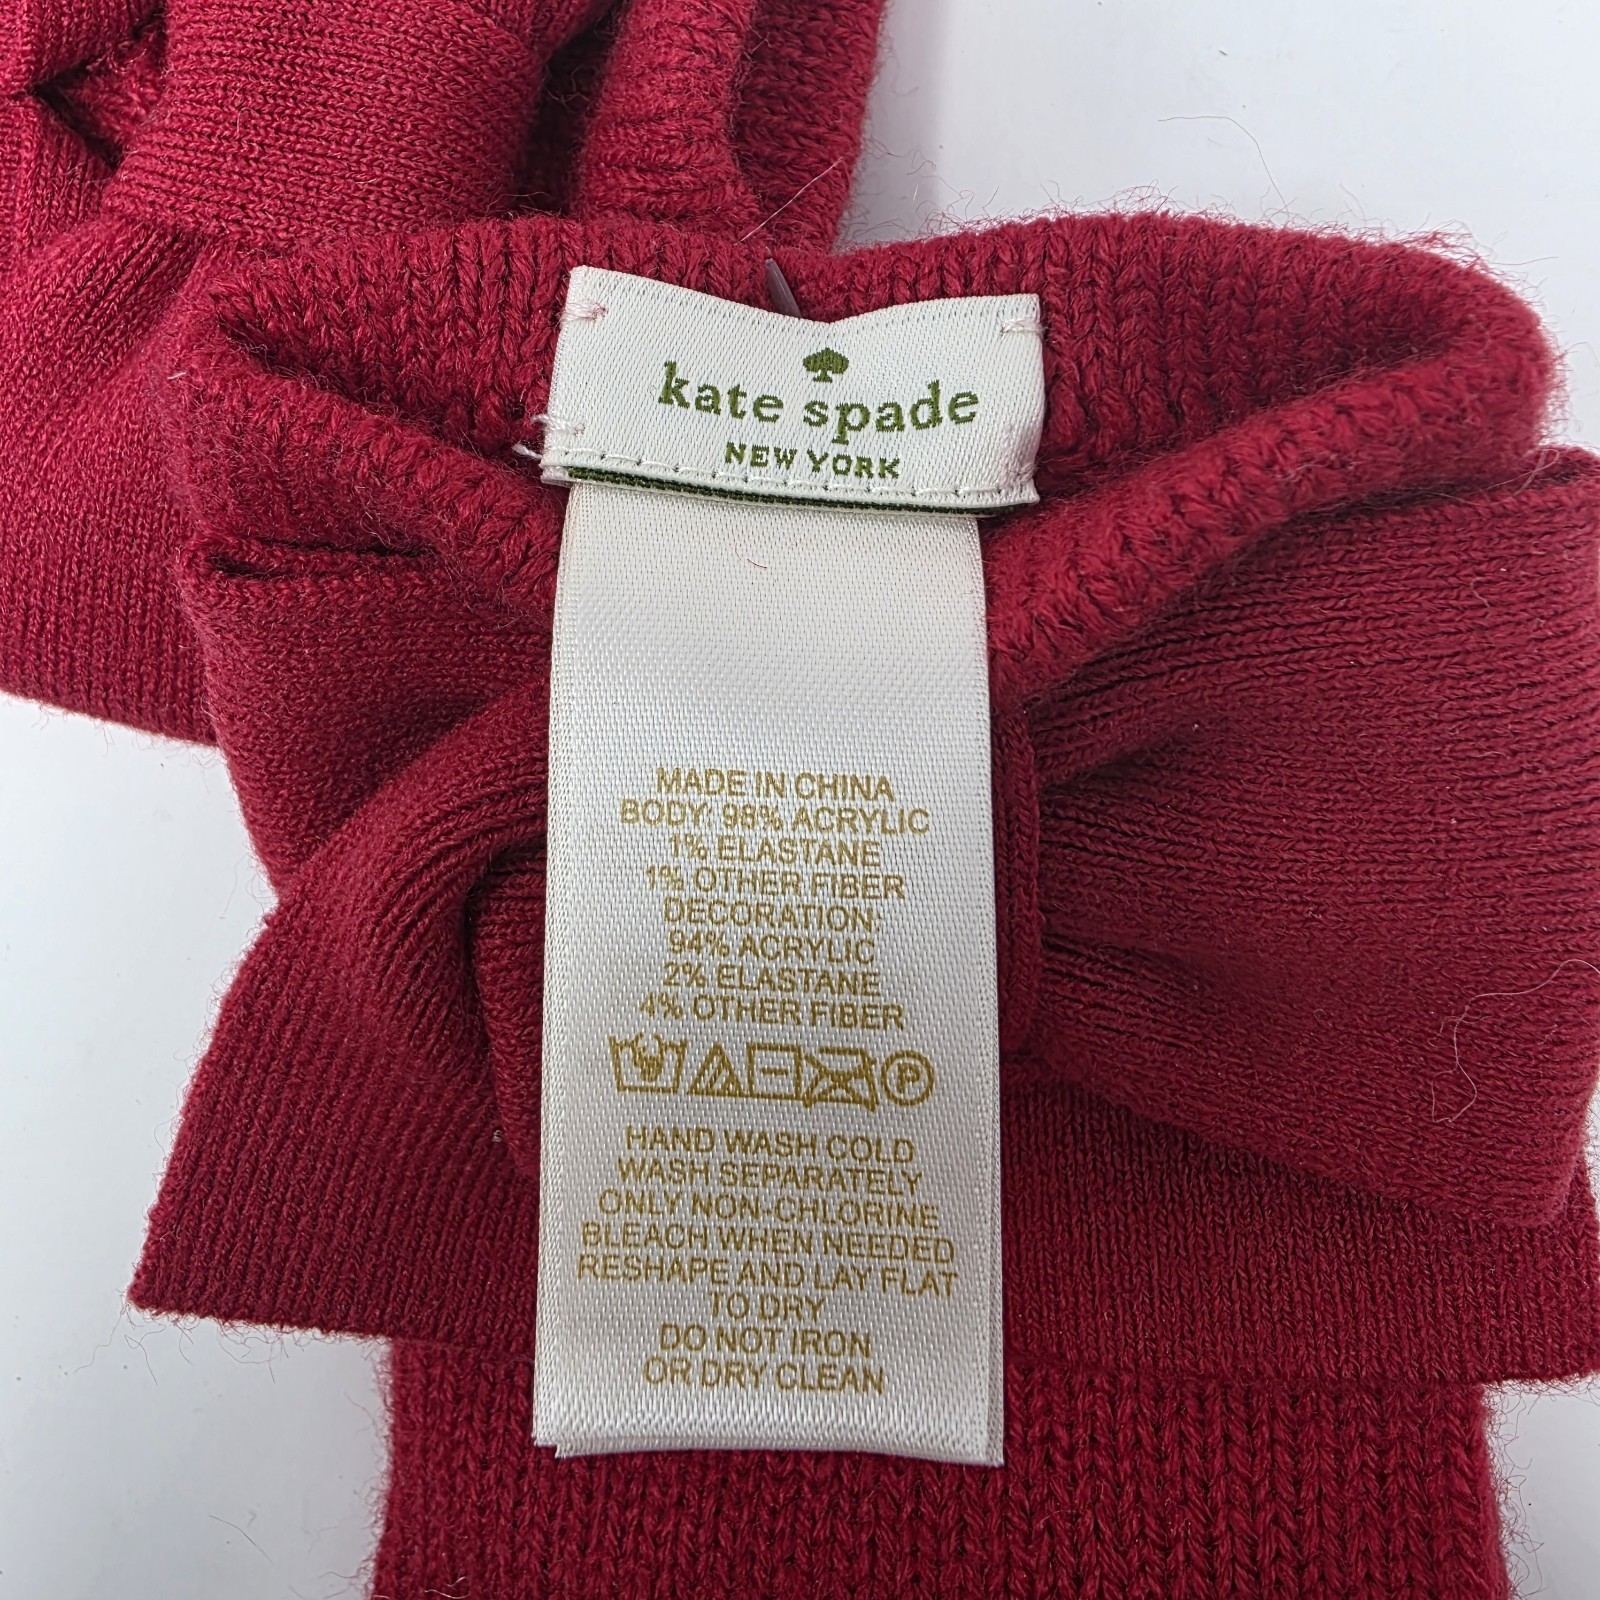 kate spade
NEW YORK
MADE IN CHINA
BODY: 98% ACRYLIC
1% ELASTANE
1% OTHER FIBER
DECORATION:
94% ACRYLIC
2% ELASTANE
4% OTHER FIBER
P
HAND WASH COLD
WASH SEPARATELY
ONLY NON-CHLORINE
BLEACH WHEN NEEDED
RESHAPE AND LAY FLAT
TO DRY
DO NOT IRON
OR DRY CLEAN